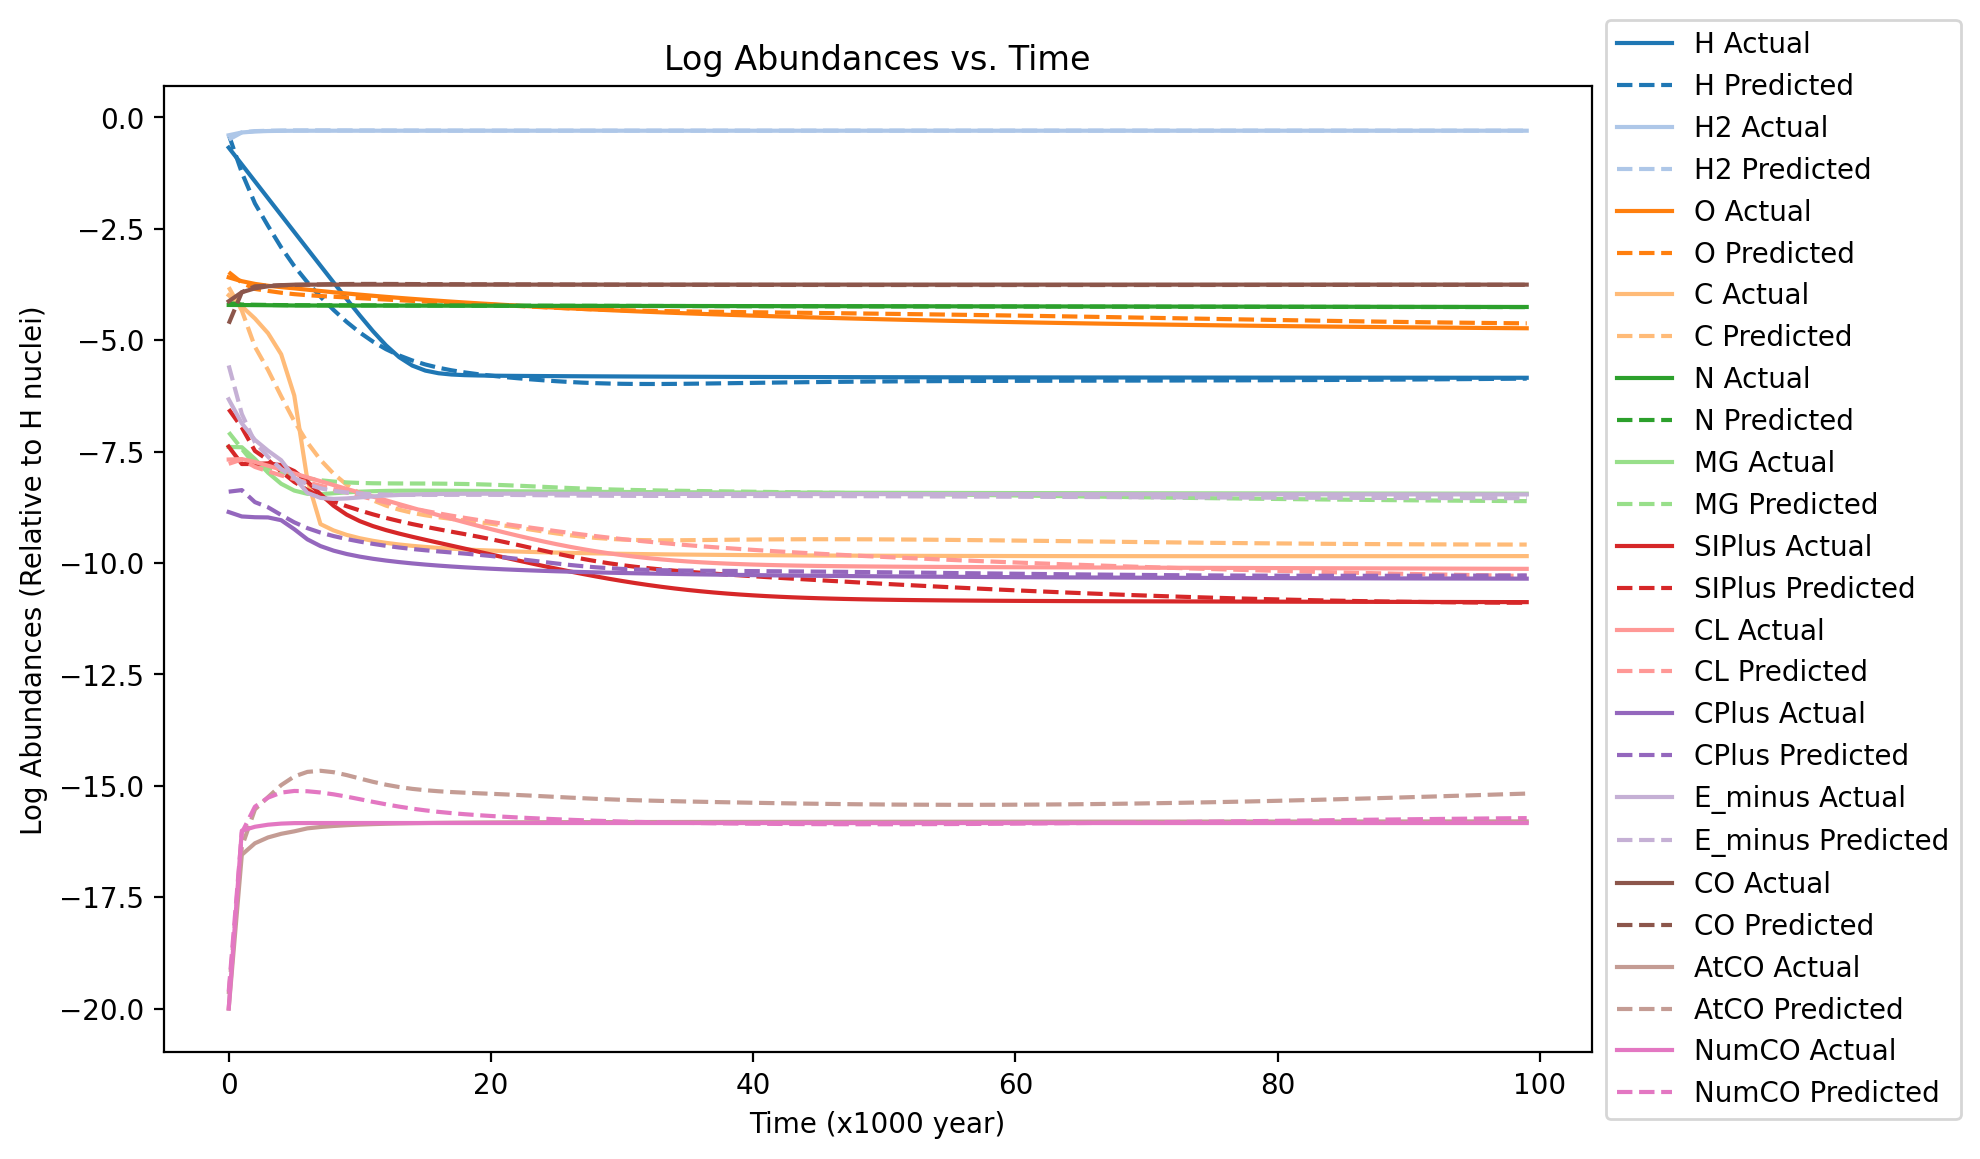 Log Abundances vs. Time
Log Abundances (Relative to H nuclei)
0.0
−2.5
−5.0
−7.5
−10.0
−12.5
−15.0
−17.5
−20.0
0
20
40
60
80
100
Time (x1000 year)
H Actual
H Predicted
H2 Actual
H2 Predicted
O Actual
O Predicted
C Actual
C Predicted
N Actual
N Predicted
MG Actual
MG Predicted
SIPlus Actual
SIPlus Predicted
CL Actual
CL Predicted
CPlus Actual
CPlus Predicted
E_minus Actual
E_minus Predicted
CO Actual
CO Predicted
AtCO Actual
AtCO Predicted
NumCO Actual
NumCO Predicted